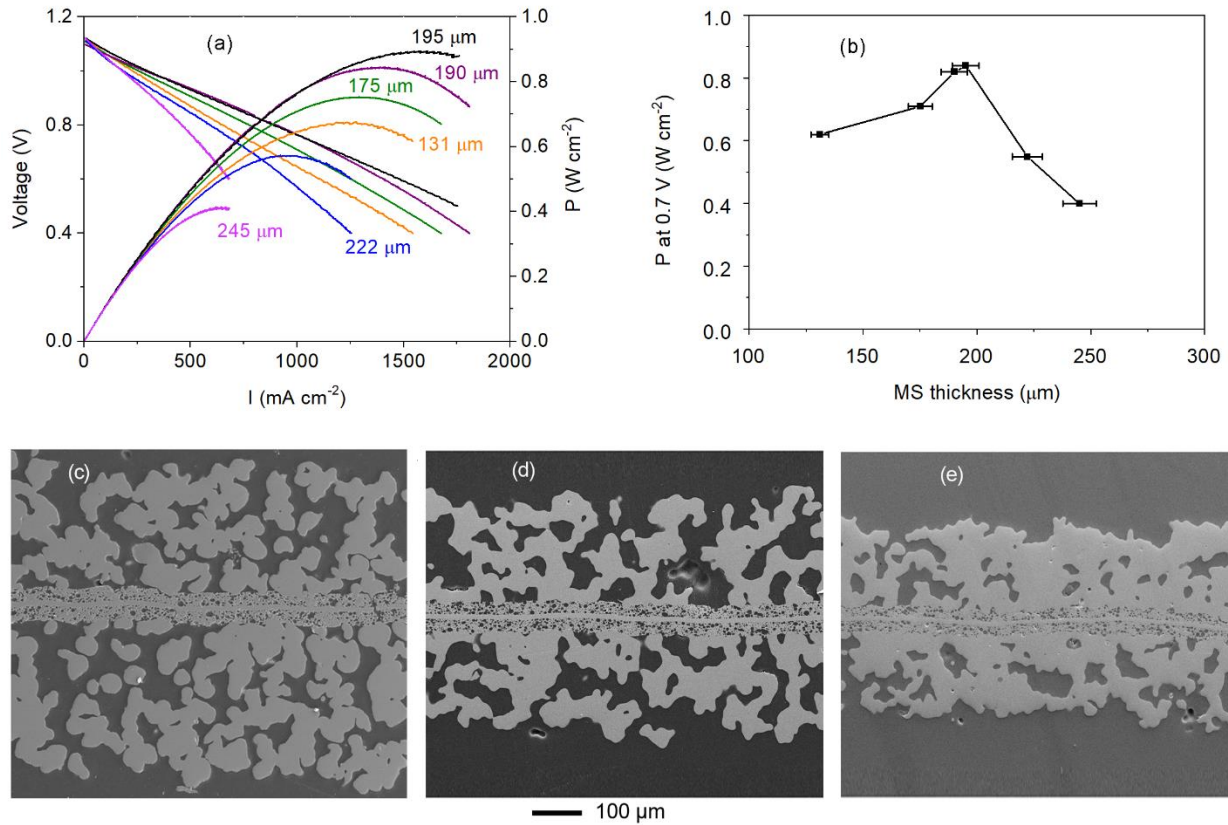 (a)
195 μm
190 μm
175 μm
131 μm
222 μm
245 μm
Voltage (V)
1.2
0.8
0.4
0.0
P (W cm-2)
1.0
0.8
0.6
0.4
0.2
0.0
0 500 1000 1500 2000
I (mA cm-2)
(b)
P at 0.7 V (W cm-2)
1.0
0.8
0.6
0.4
0.2
0.0
100 150 200 250 300
MS thickness (μm)
(c)
(d)
(e)
100 μm